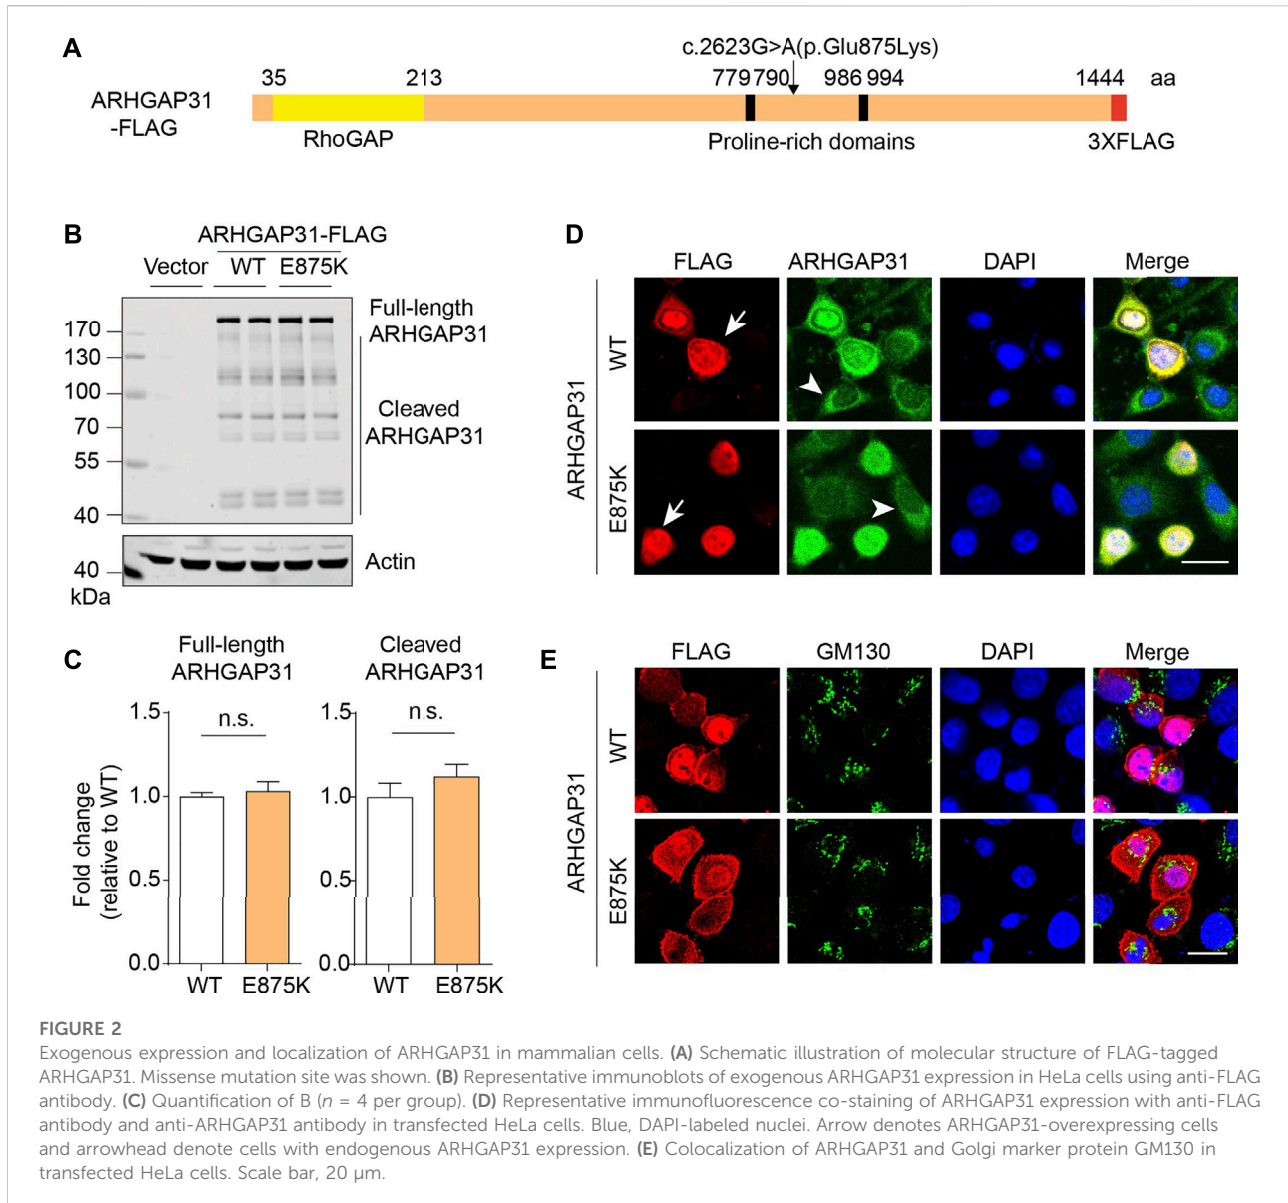 A
c.2623G>A(p.Glu875Lys)
35 213 779 790 986 994 1444 aa
ARHGAP31
-FLAG
RhoGAP Proline-rich domains 3XFLAG
B
ARHGAP31-FLAG
Vector WT E875K
Full-length
ARHGAP31
170
130
100
Cleaved
ARHGAP31
70
55
40
Actin
40
kDa
C
Full-length
ARHGAP31
Cleaved
ARHGAP31
Fold change
(relative to WT)
1.5
1.0
0.5
0.0
n.s.
WT E875K
1.5
1.0
0.5
0.0
n.s.
WT E875K
D
FLAG ARHGAP31 DAPI Merge
ARHGAP31
WT
E875K
E
FLAG GM130 DAPI Merge
ARHGAP31
WT
E875K
FIGURE 2
Exogenous expression and localization of ARHGAP31 in mammalian cells. (A) Schematic illustration of molecular structure of FLAG-tagged
ARHGAP31. Missense mutation site was shown. (B) Representative immunoblots of exogenous ARHGAP31 expression in HeLa cells using anti-FLAG
antibody. (C) Quantification of B (n = 4 per group). (D) Representative immunofluorescence co-staining of ARHGAP31 expression with anti-FLAG
antibody and anti-ARHGAP31 antibody in transfected HeLa cells. Blue, DAPI-labeled nuclei. Arrow denotes ARHGAP31-overexpressing cells
and arrowhead denote cells with endogenous ARHGAP31 expression. (E) Colocalization of ARHGAP31 and Golgi marker protein GM130 in
transfected HeLa cells. Scale bar, 20 μm.